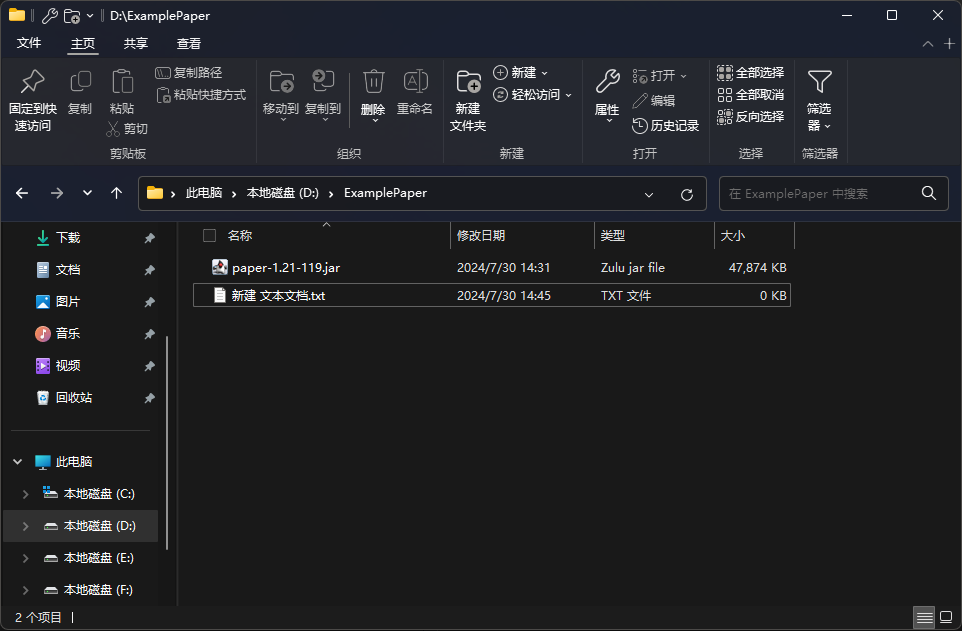 D:\ExamplePaper
文件 主页 共享 查看
固定到快速访问
复制
粘贴
复制路径
粘贴快捷方式
剪切
剪贴板
移动到
复制到
删除
重命名
组织
新建
文件夹
新建
轻松访问
新建
属性
打开
编辑
历史记录
打开
全部选择
全部取消
反向选择
选择
筛选器
筛选器
此电脑 本地磁盘 (D:) ExamplePaper
在 ExamplePaper 中搜索
下载
文档
图片
音乐
视频
回收站
此电脑
本地磁盘 (C:)
本地磁盘 (D:)
本地磁盘 (E:)
本地磁盘 (F:)
名称 修改日期 类型 大小
paper-1.21-119.jar 2024/7/30 14:31 Zulu jar file 47,874 KB
新建 文本文档.txt 2024/7/30 14:45 TXT 文件 0 KB
2 个项目